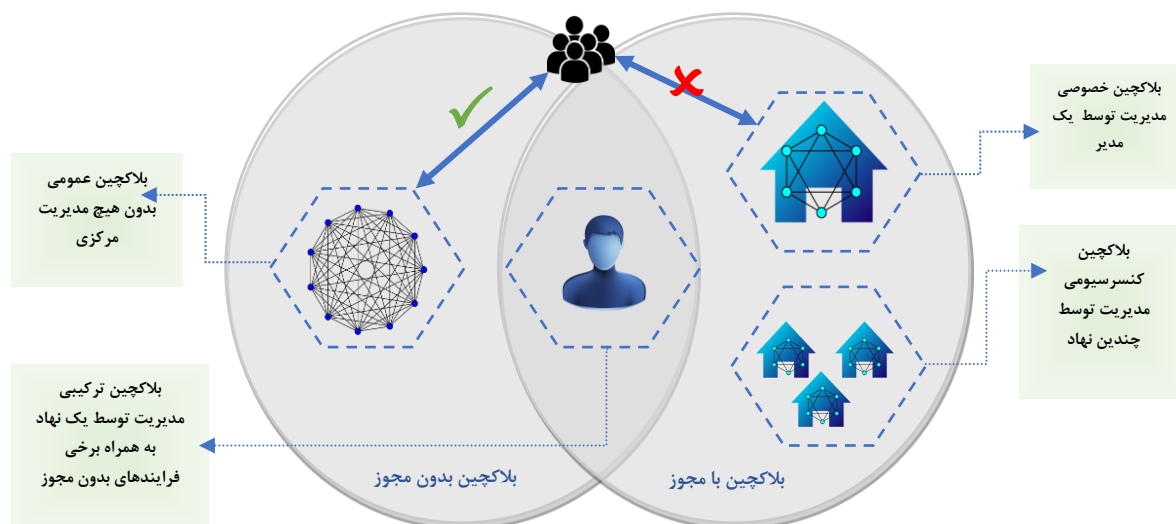 بلاکچین خصوصی
مدیریت توسط یک
مدیر
بلاکچین
کنسرسیومی
مدیریت توسط
چندین نهاد
بلاکچین عمومی
بدون هیچ مدیریت
مرکزی
بلاکچین ترکیبی
مدیریت توسط یک نهاد
به همراه برخی
فرایندهای بدون مجوز
بلاکچین با مجوز
بلاکچین بدون مجوز